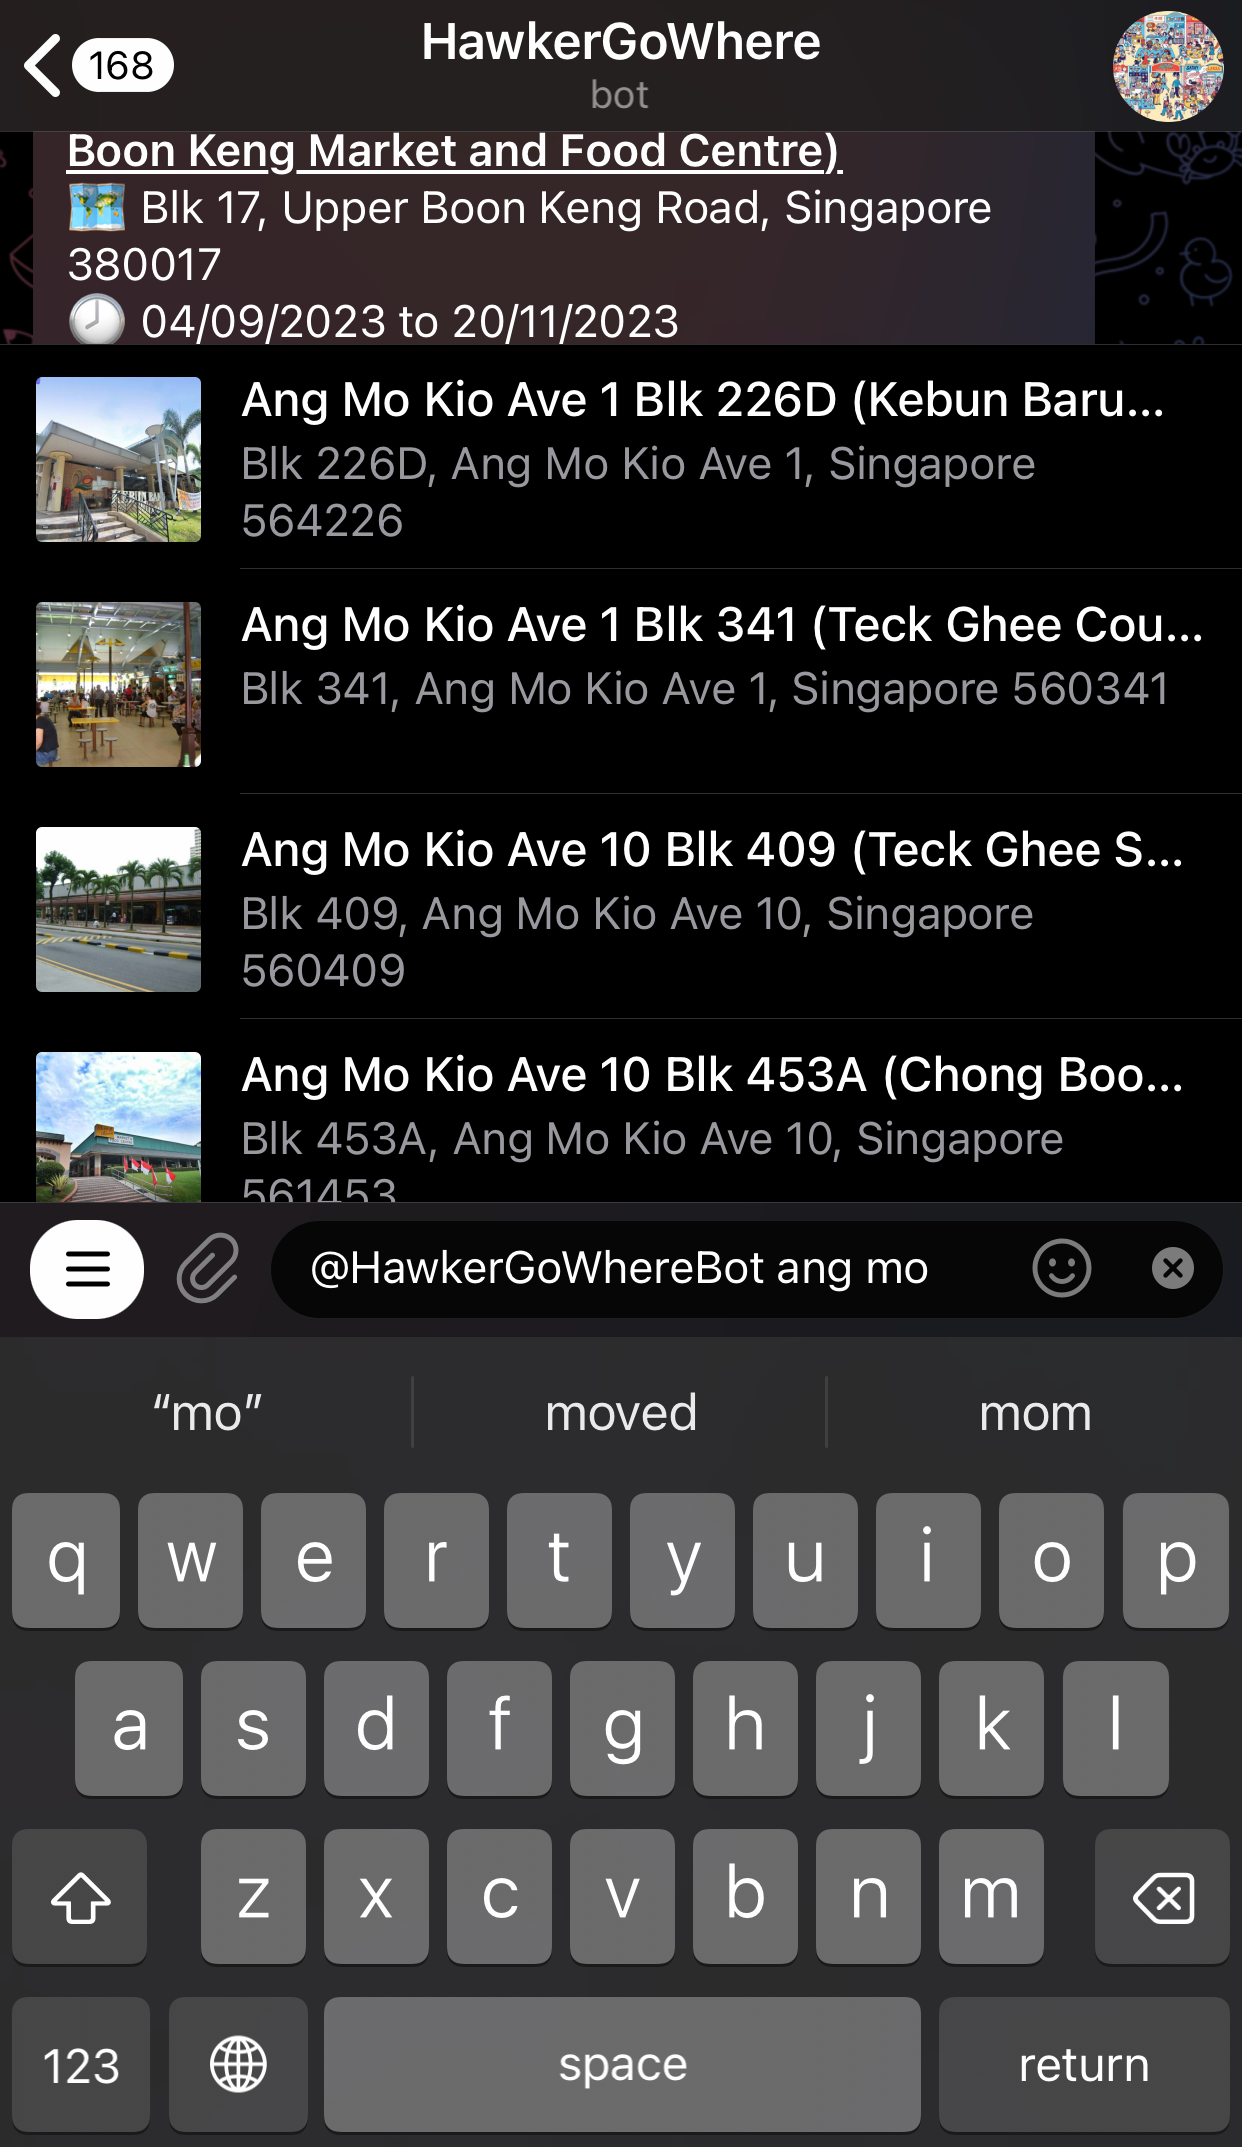 168
HawkerGoWhere
bot
Boon Keng Market and Food Centre)
Blk 17, Upper Boon Keng Road, Singapore
380017
04/09/2023 to 20/11/2023
Ang Mo Kio Ave 1 Blk 226D (Kebun Baru...
Blk 226D, Ang Mo Kio Ave 1, Singapore
564226
Ang Mo Kio Ave 1 Blk 341 (Teck Ghee Cou...
Blk 341, Ang Mo Kio Ave 1, Singapore 560341
Ang Mo Kio Ave 10 Blk 409 (Teck Ghee S...
Blk 409, Ang Mo Kio Ave 10, Singapore
560409
Ang Mo Kio Ave 10 Blk 453A (Chong Boo...
Blk 453A, Ang Mo Kio Ave 10, Singapore
561453
@HawkerGoWhereBot ang mo
“mo” moved mom
q w e r t y u i o p
a s d f g h j k l
z x c v b n m
123 space return